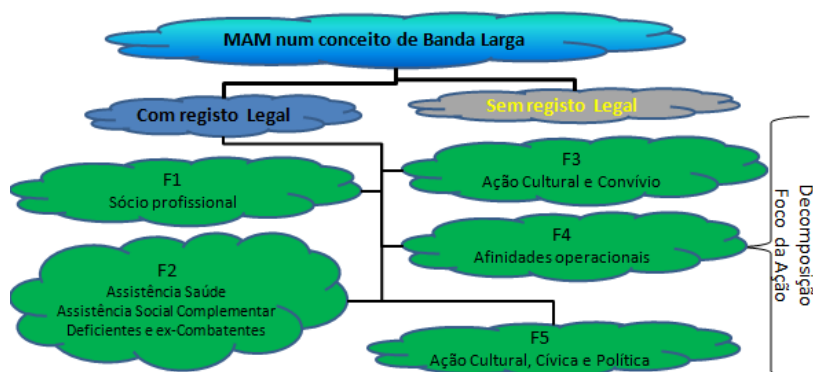 MAM num conceito de Banda Larga
Com registo Legal
Sem registo Legal
F1
Sócio profissional
F2
Assistência Saúde
Assistência Social Complementar
Deficientes e ex-Combatentes
F3
Ação Cultural e Convívio
F4
Afinidades operacionais
F5
Ação Cultural, Cívica e Política
Decomposição
Foco da Ação